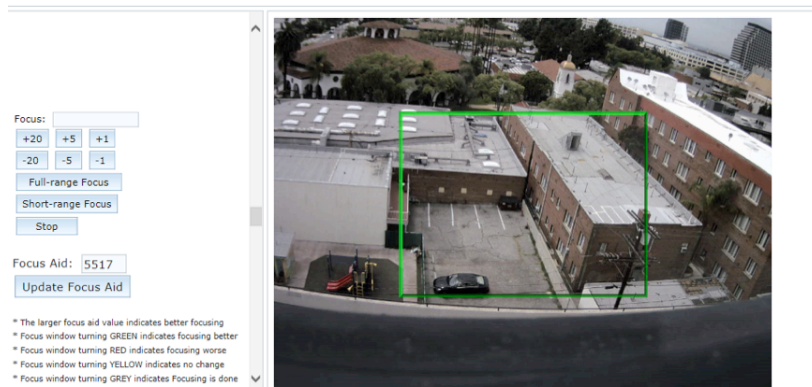 Focus:
+20 +5 +1
-20 -5 -1
Full-range Focus
Short-range Focus
Stop
Focus Aid: 5517
Update Focus Aid
* The larger focus aid value indicates better focusing
* Focus window turning GREEN indicates focusing better
* Focus window turning RED indicates focusing worse
* Focus window turning YELLOW indicates no change
* Focus window turning GREY indicates Focusing is done